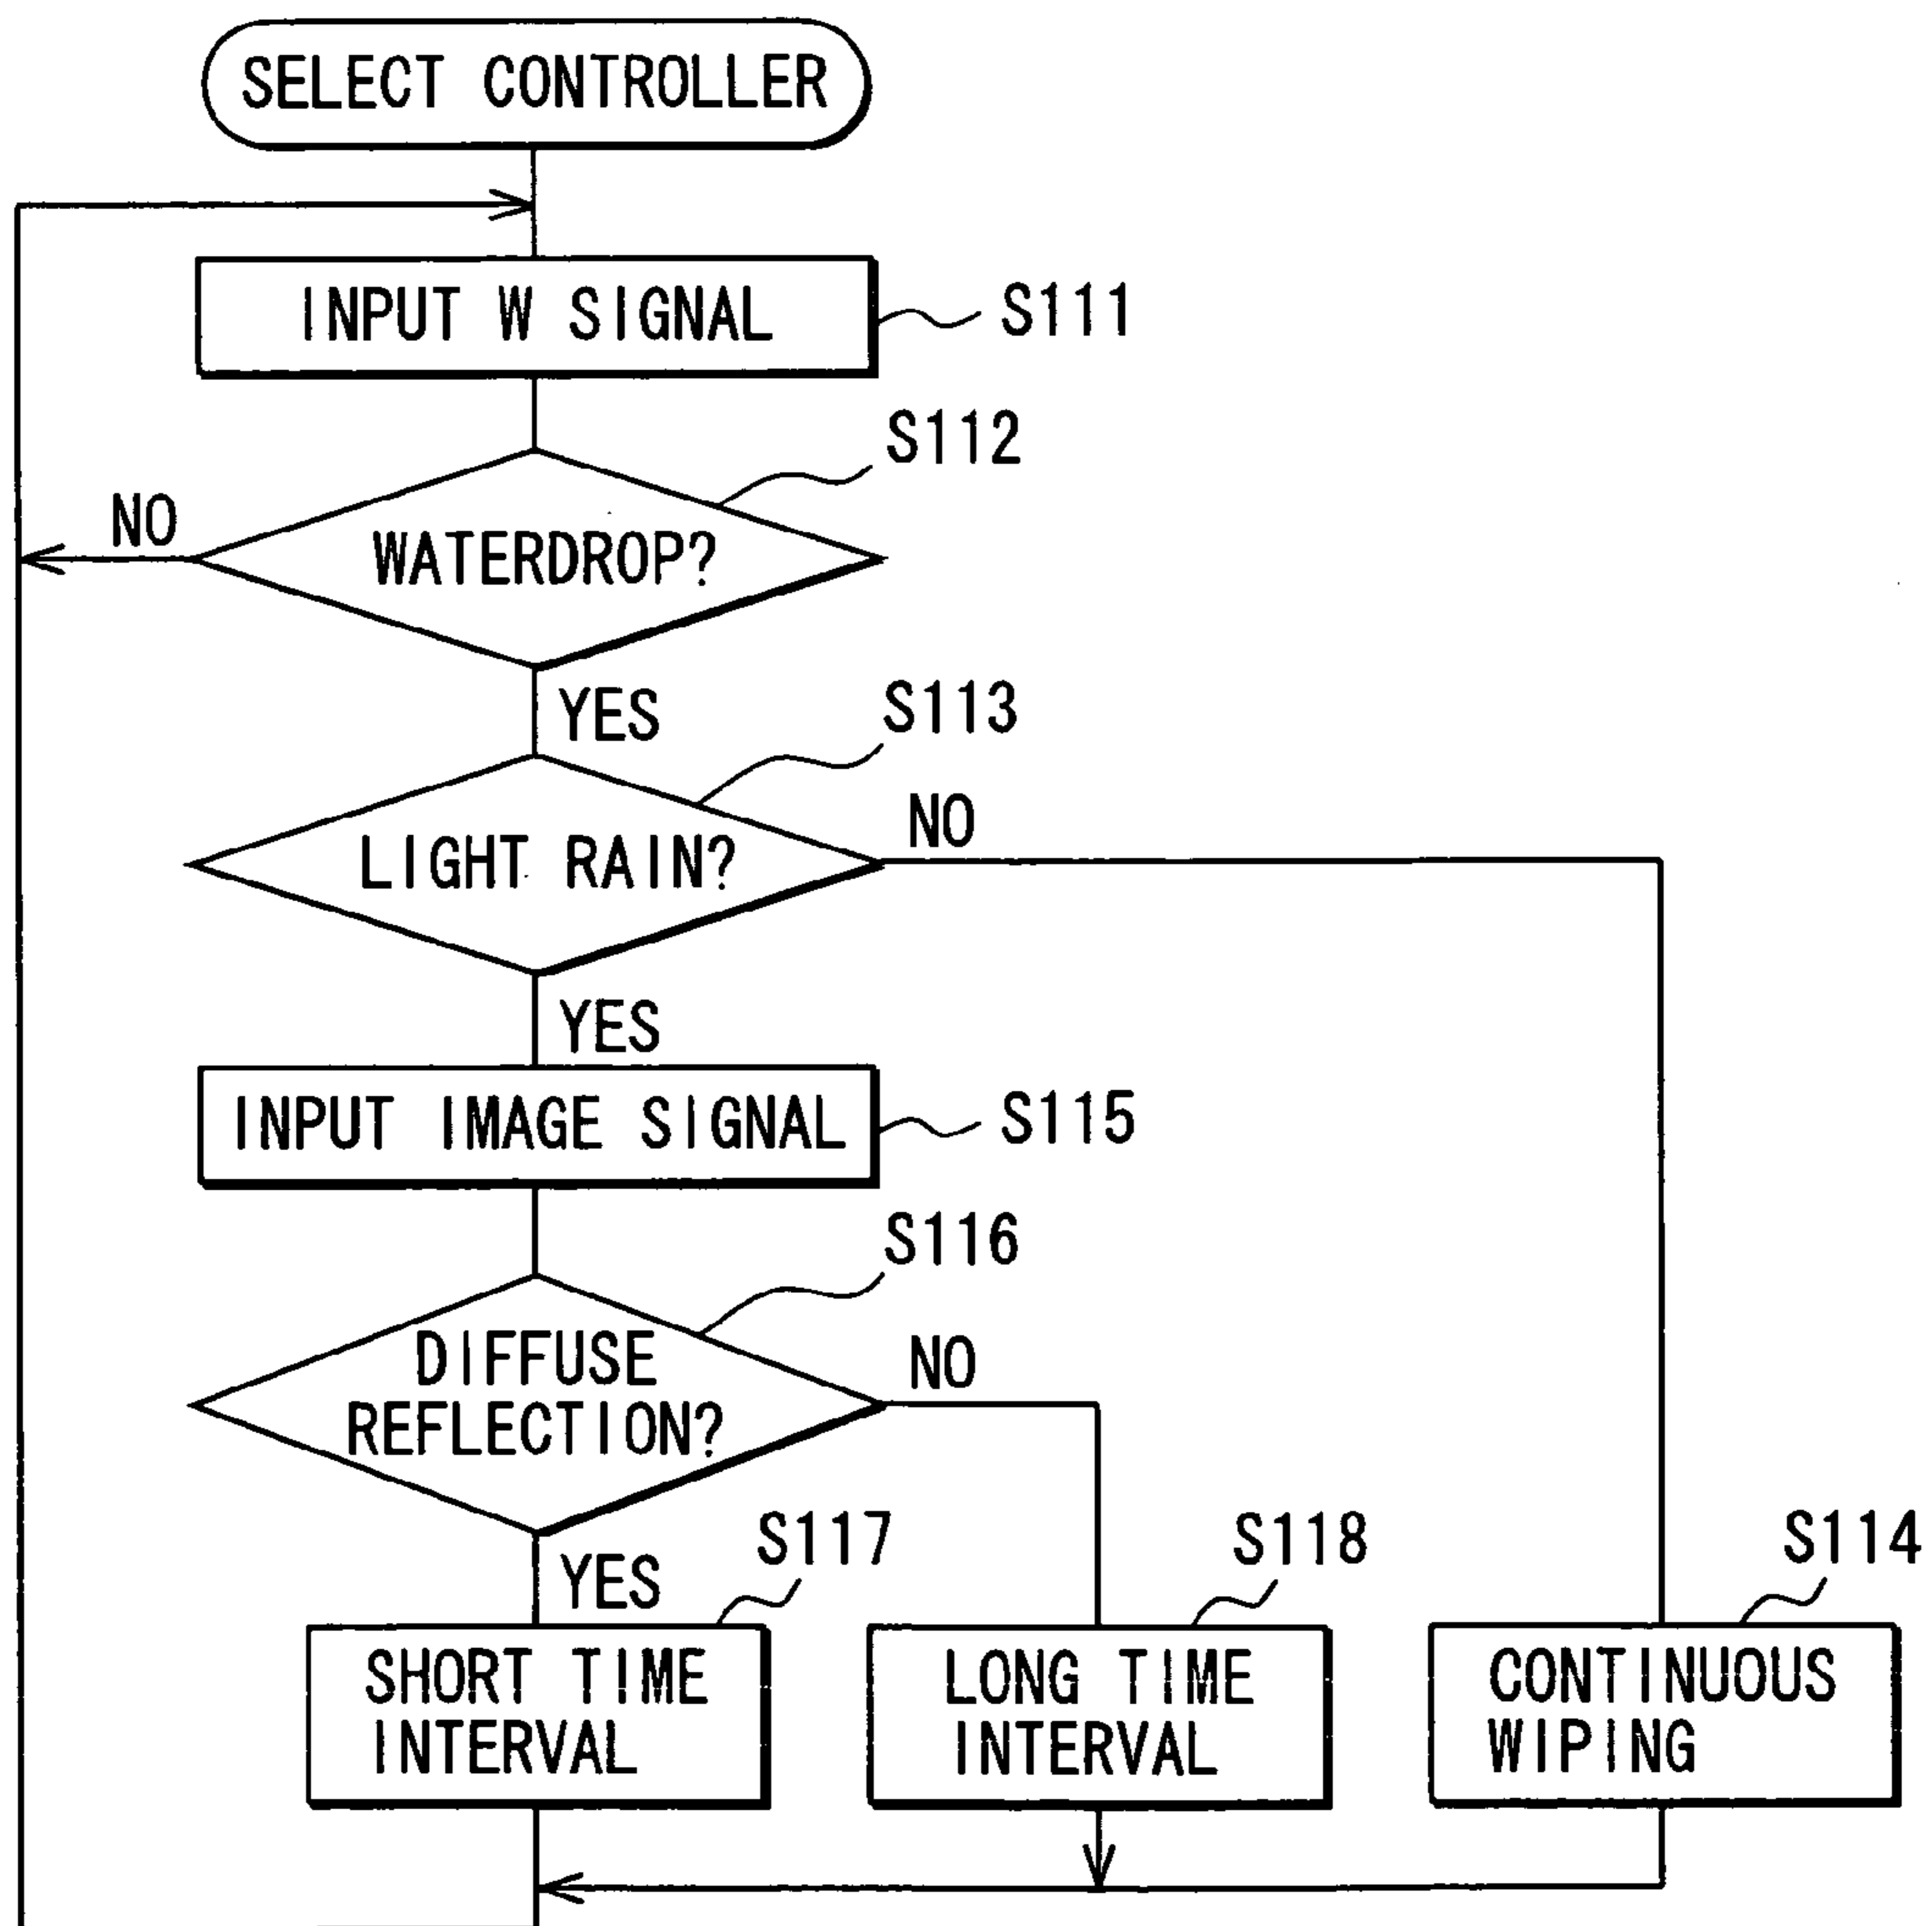 SELECT CONTROLLER
INPUT W SIGNAL
S111
S112
NO
WATERDROP?
YES
S113
NO
LIGHT RAIN?
YES
INPUT IMAGE SIGNAL
S115
S116
NO
DIFFUSE
REFLECTION?
YES
S117
S118
S114
SHORT TIME
INTERVAL
LONG TIME
INTERVAL
CONTINUOUS
WIPING